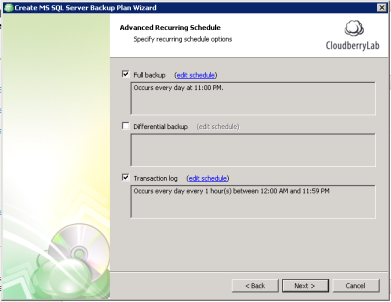 Create MS SQL Server Backup Plan Wizard
Advanced Recurring Schedule
Specify recurring schedule options
CloudberryLab
Full backup (edit schedule)
Occurs every day at 11:00 PM.
Differential backup (edit schedule)
Transaction log (edit schedule)
Occurs every day every 1 hour(s) between 12:00 AM and 11:59 PM
< Back Next > Cancel